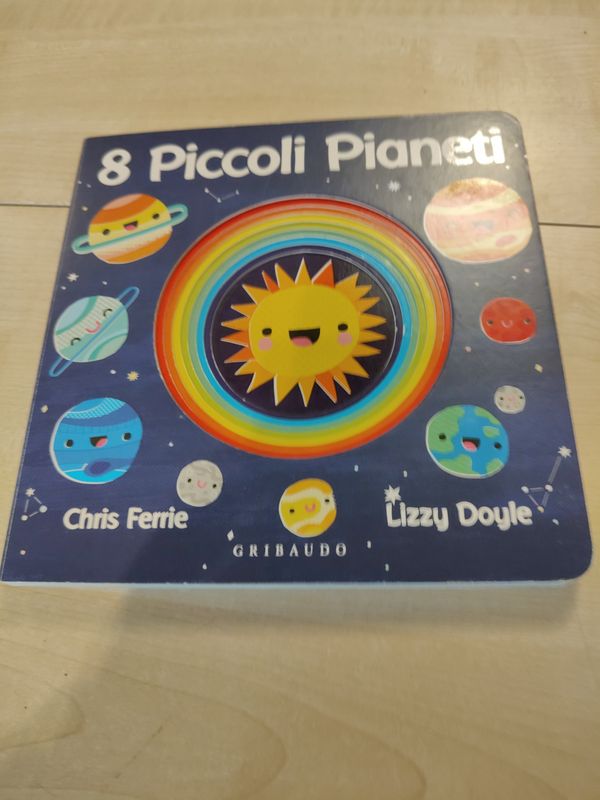 8 Piccoli Pianeti
Chris Ferrie
Lizzy Doyle
GRIBAUDO